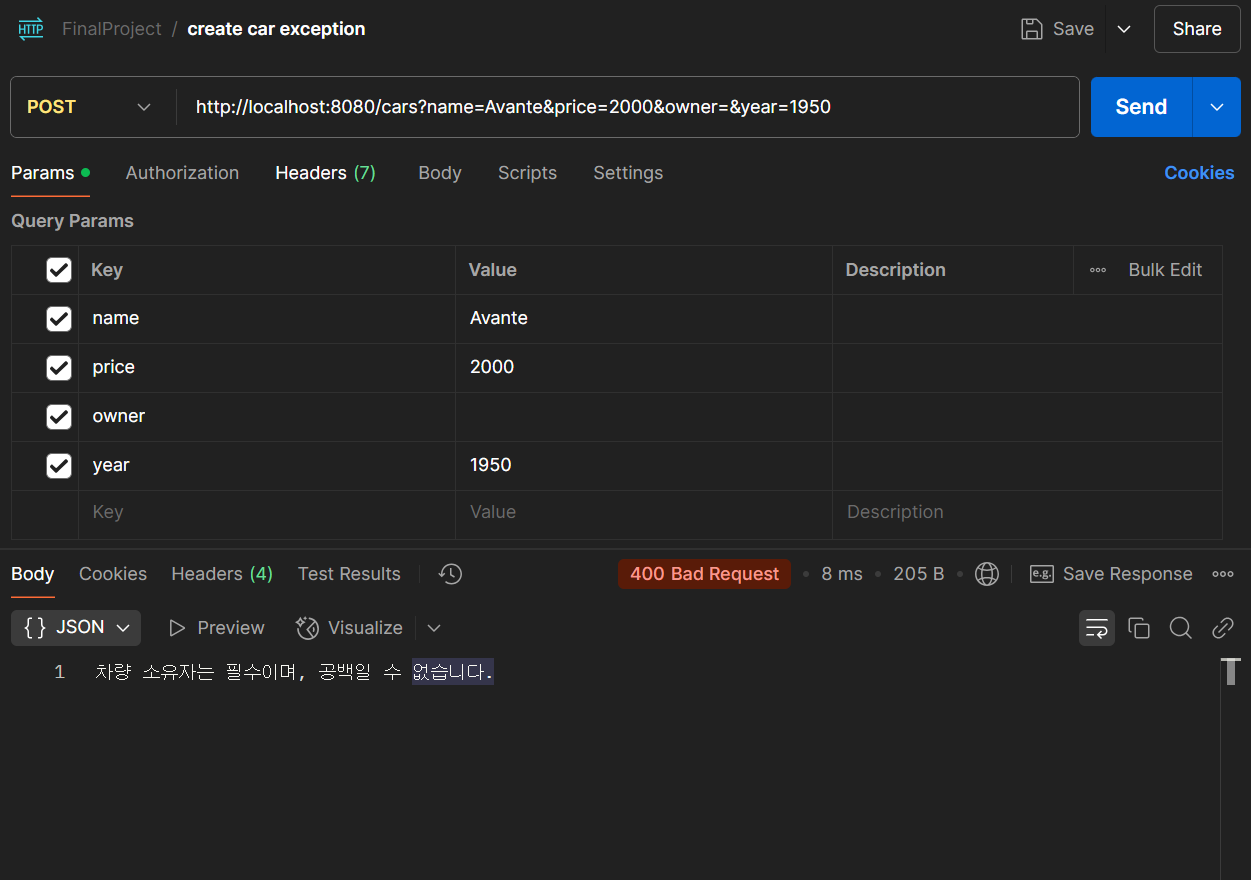 HTTP FinalProject / create car exception Save Share
POST http://localhost:8080/cars?name=Avante&price=2000&owner=&year=1950 Send
Params Authorization Headers (7) Body Scripts Settings Cookies
Query Params
Key Value Description Bulk Edit
name Avante
price 2000
owner
year 1950
Key Value Description
Body Cookies Headers (4) Test Results 400 Bad Request 8 ms 205 B e.g. Save Response
{} JSON Preview Visualize
1 차량 소유자는 필수이며, 공백일 수 없습니다.